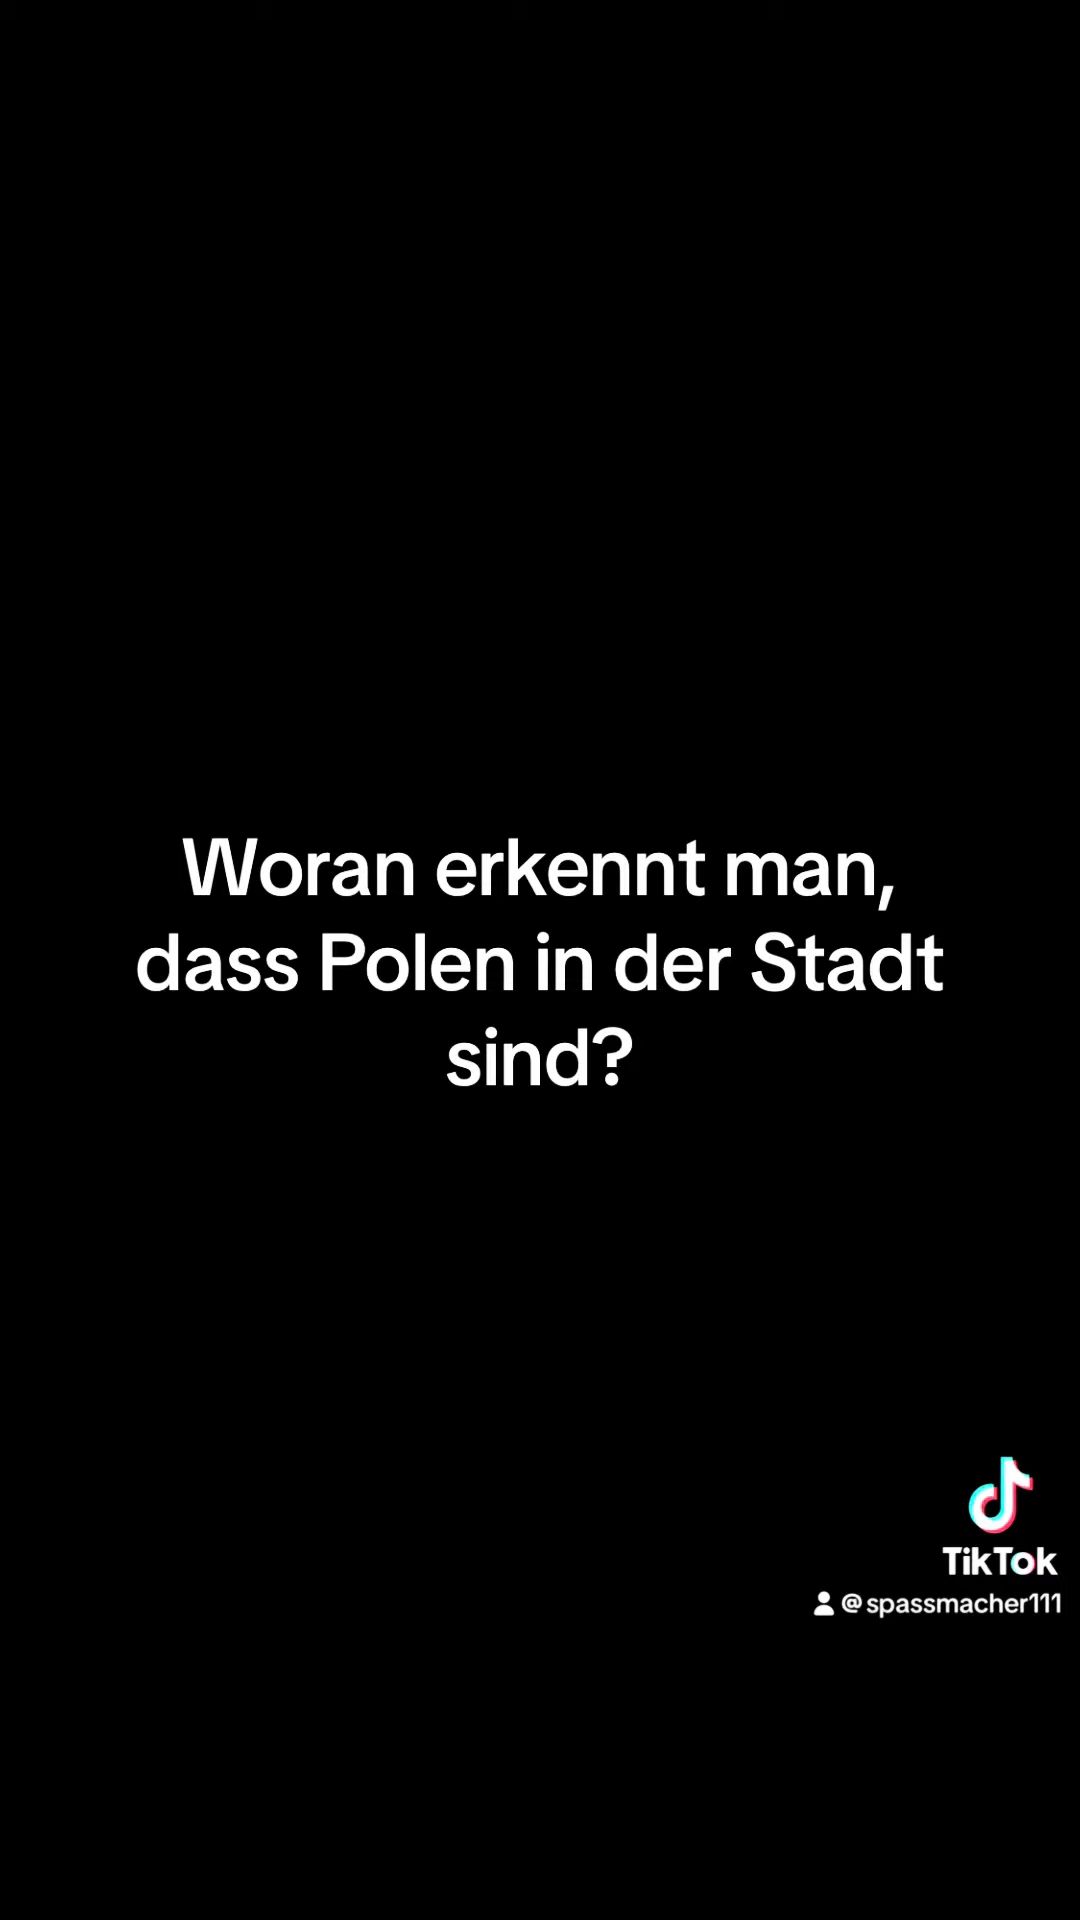 Woran erkennt man,
dass Polen in der Stadt
sind?
TikTok
@spassmacher111